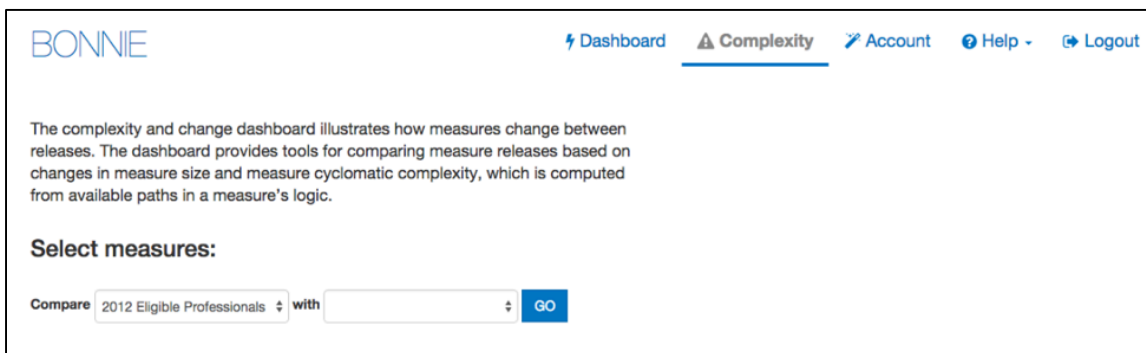 BONNIE
Dashboard Complexity Account Help Logout
The complexity and change dashboard illustrates how measures change between
releases. The dashboard provides tools for comparing measure releases based on
changes in measure size and measure cyclomatic complexity, which is computed
from available paths in a measure's logic.
Select measures:
Compare 2012 Eligible Professionals with GO